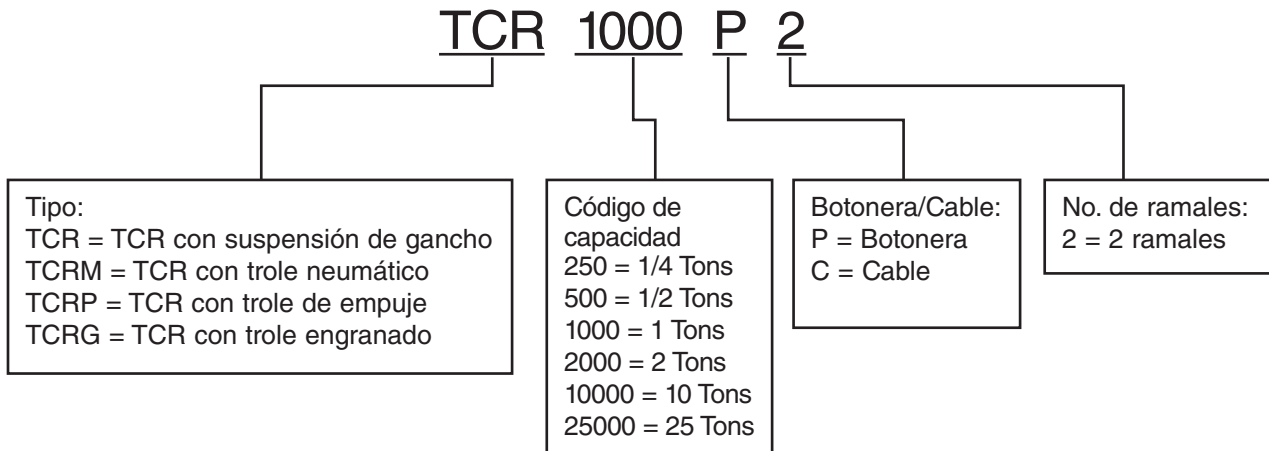 TCR 1000 P 2
Tipo:
TCR = TCR con suspensión de gancho
TCRM = TCR con trole neumático
TCRP = TCR con trole de empuje
TCRG = TCR con trole engranado
Código de
capacidad
250 = 1/4 Tons
500 = 1/2 Tons
1000 = 1 Tons
2000 = 2 Tons
10000 = 10 Tons
25000 = 25 Tons
Botonera/Cable:
P = Botonera
C = Cable
No. de ramales:
2 = 2 ramales